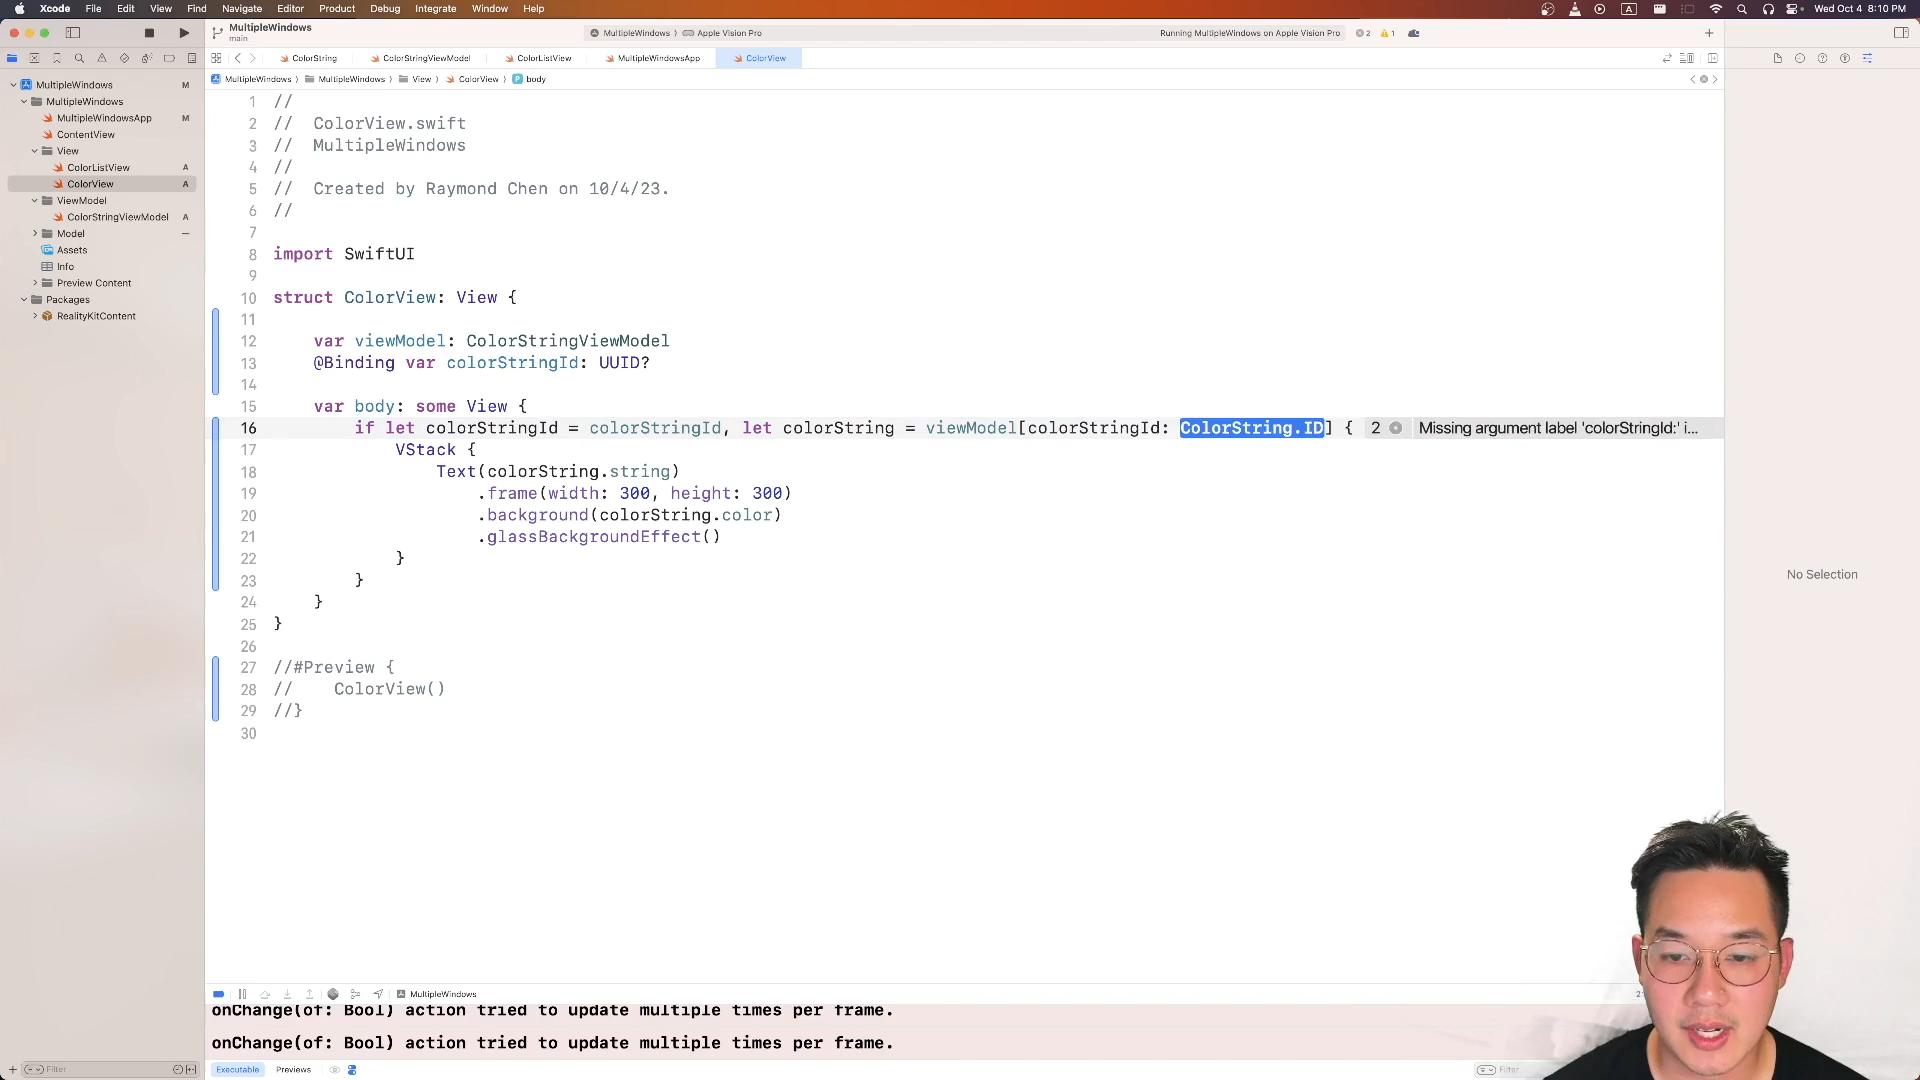 Xcode File Edit View Find Navigate Editor Product Debug Integrate Window Help
Wed Oct 4 8:10 PM
MultipleWindows
main
MultipleWindows
Apple Vision Pro
Running MultipleWindows on Apple Vision Pro
2
1
ColorString
ColorStringViewModel
ColorListView
MultipleWindowsApp
ColorView
MultipleWindows
MultipleWindows
View
ColorView
body
MultipleWindows M
MultipleWindows
MultipleWindowsApp M
ContentView
View
ColorListView A
ColorView A
ViewModel
ColorStringViewModel A
Model
Assets
Info
Preview Content
Packages
RealityKitContent
1 //
2 //  ColorView.swift
3 //  MultipleWindows
4 //
5 //  Created by Raymond Chen on 10/4/23.
6 //
7
8 import SwiftUI
9
10 struct ColorView: View {
11
12     var viewModel: ColorStringViewModel
13     @Binding var colorStringId: UUID?
14
15     var body: some View {
16         if let colorStringId = colorStringId, let colorString = viewModel[colorStringId: ColorString.ID] { 2 Missing argument label 'colorStringId:' i...
17             VStack {
18                 Text(colorString.string)
19                     .frame(width: 300, height: 300)
20                     .background(colorString.color)
21                     .glassBackgroundEffect()
22             }
23         }
24     }
25 }
26
27 //#Preview {
28 //    ColorView()
29 //}
30
No Selection
MultipleWindows
onChange(of: Bool) action tried to update multiple times per frame.
onChange(of: Bool) action tried to update multiple times per frame.
Filter
Executable
Previews
Filter